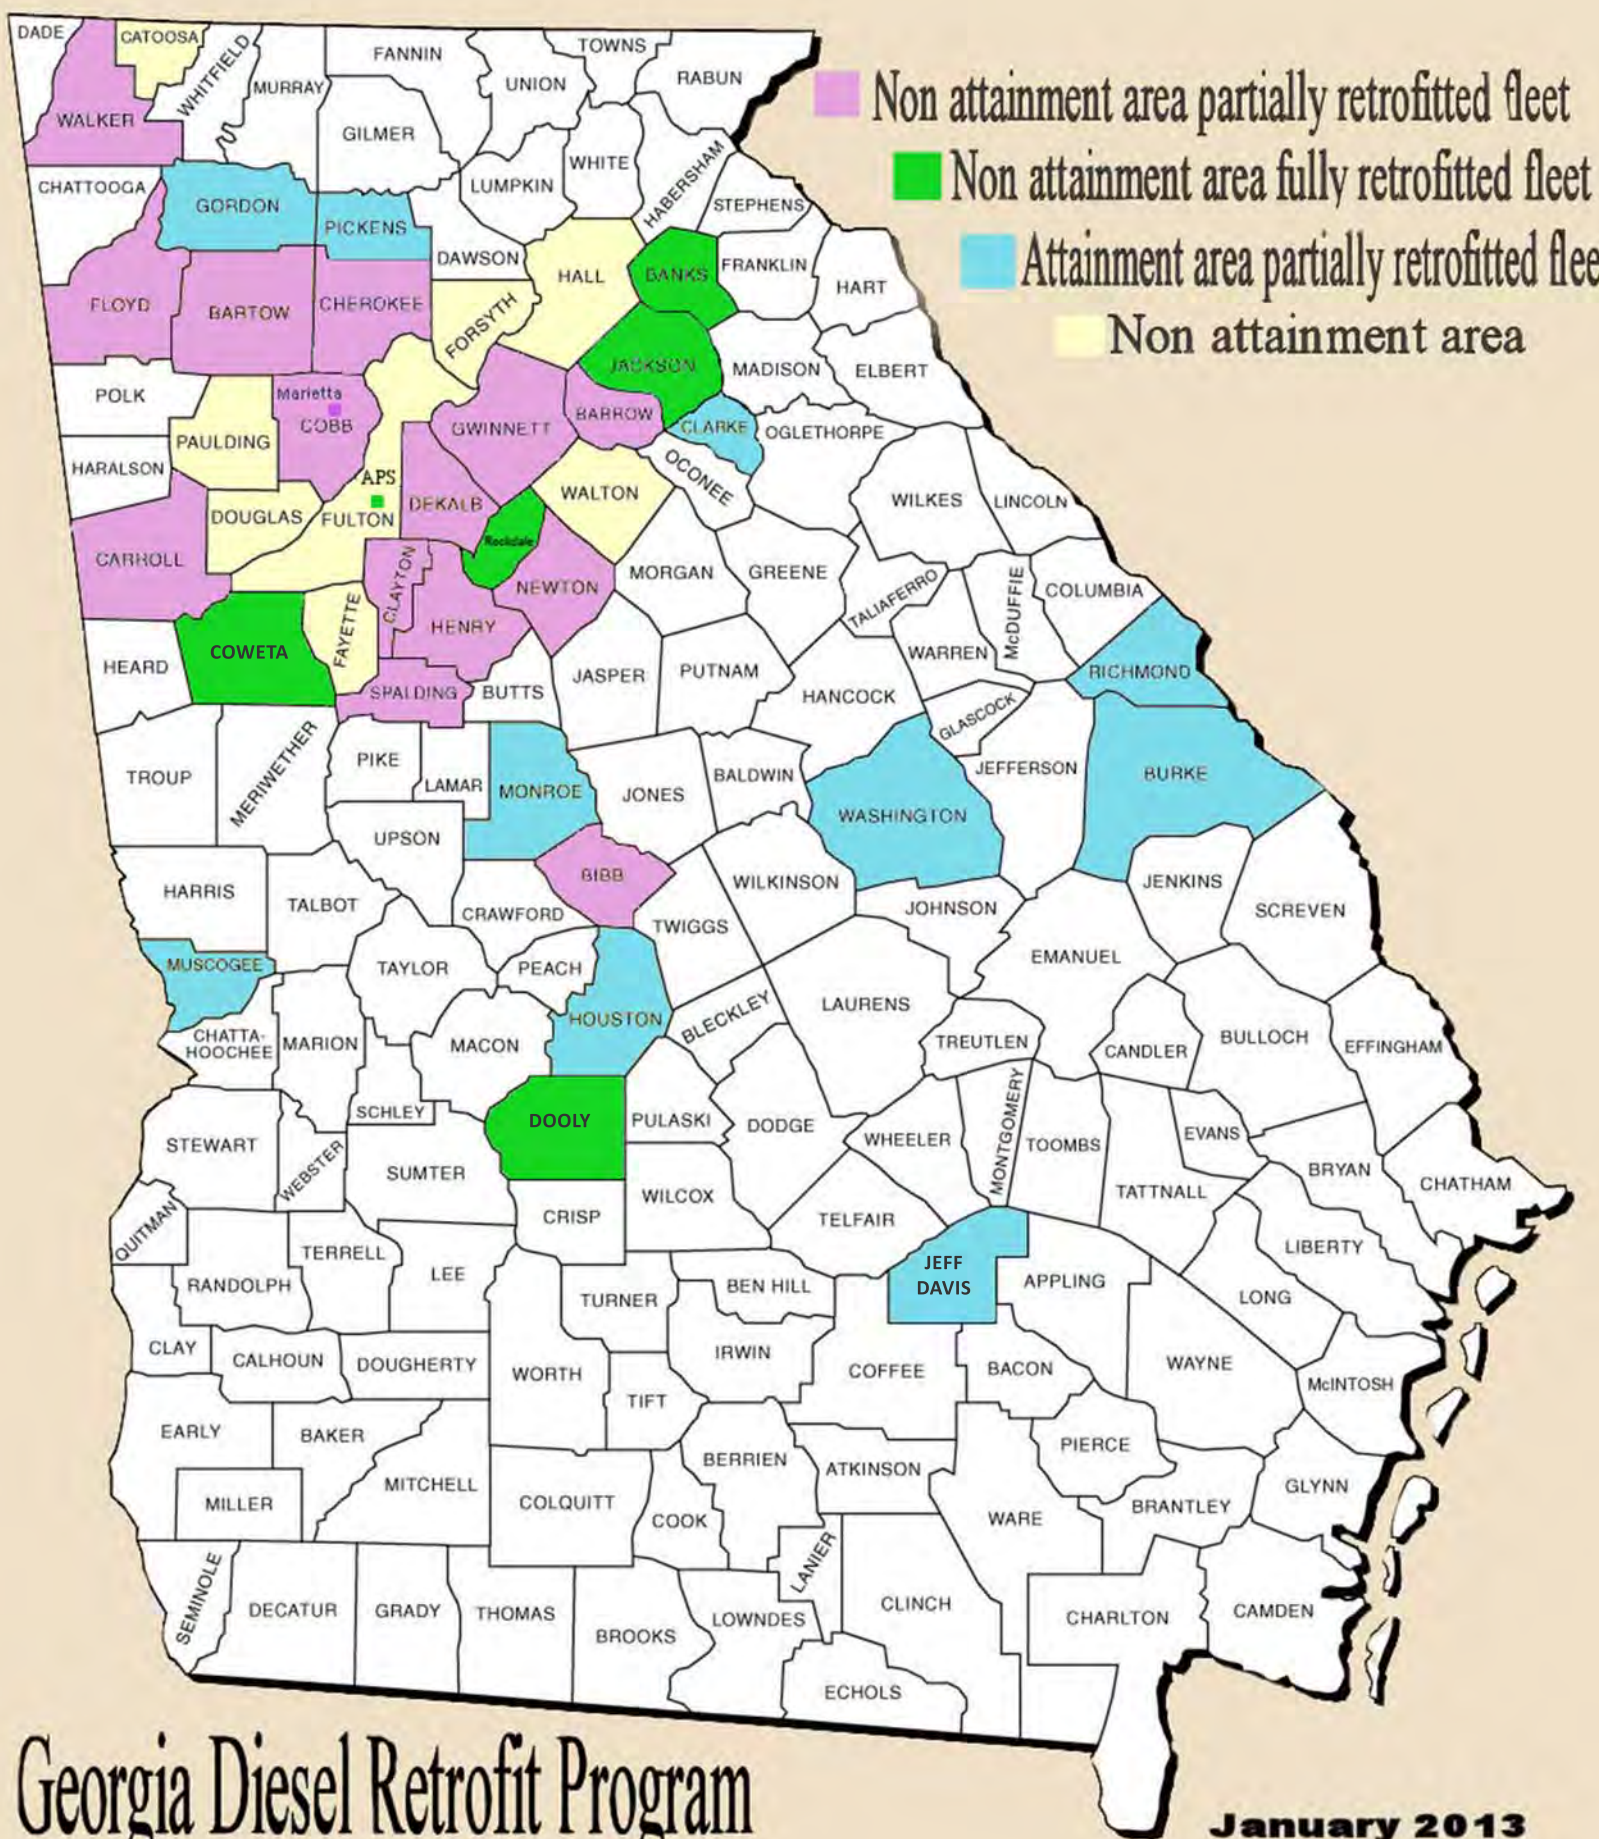 DADE
CATOOSA
WHITFIELD
FANNIN
TOWNS
UNION
RABUN
MURRAY
WALKER
GILMER
WHITE
HABERSHAM
LUMPKIN
CHATTOOGA
GORDON
PICKENS
STEPHENS
DAWSON
HALL
BANKS
FRANKLIN
HART
FLOYD
BARTOW
CHEROKEE
FORSYTH
JACKSON
MADISON
ELBERT
Non attainment area partially retrofitted fleet
Non attainment area fully retrofitted fleet
Attainment area partially retrofitted flee
Non attainment area
POLK
Marietta
COBB
PAULDING
GWINNETT
BARROW
CLARKE
OGLETHORPE
HARALSON
APS
OCONEE
DOUGLAS
FULTON
DEKALB
WALTON
WILKES
LINCOLN
Rockdale
CARROLL
CLAYTON
NEWTON
MORGAN
GREENE
TALIAFERRO
McDUFFIE
COLUMBIA
FAYETTE
HENRY
HEARD
COWETA
SPALDING
BUTTS
JASPER
PUTNAM
HANCOCK
WARREN
RICHMOND
GLASCOCK
TROUP
MERIWETHER
PIKE
LAMAR
MONROE
JONES
BALDWIN
WASHINGTON
JEFFERSON
BURKE
UPSON
BIBB
WILKINSON
JENKINS
HARRIS
TALBOT
CRAWFORD
TWIGGS
JOHNSON
SCREVEN
MUSCOGEE
TAYLOR
PEACH
EMANUEL
HOUSTON
BLECKLEY
LAURENS
CHATTA-
HOOCHEE
MARION
MACON
TREUTLEN
CANDLER
BULLOCH
EFFINGHAM
SCHLEY
DOOLY
PULASKI
DODGE
WHEELER
MONTGOMERY
TOOMBS
EVANS
STEWART
WEBSTER
SUMTER
TATTNALL
BRYAN
CHATHAM
QUITMAN
CRISP
WILCOX
TELFAIR
RANDOLPH
TERRELL
LEE
TURNER
BEN HILL
JEFF
DAVIS
APPLING
LIBERTY
LONG
CLAY
CALHOUN
DOUGHERTY
WORTH
IRWIN
COFFEE
BACON
WAYNE
McINTOSH
TIFT
EARLY
BAKER
BERRIEN
ATKINSON
PIERCE
MITCHELL
MILLER
COLQUITT
COOK
WARE
BRANTLEY
GLYNN
SEMINOLE
DECATUR
GRADY
THOMAS
BROOKS
LANIER
LOWNDES
CLINCH
CHARLTON
CAMDEN
ECHOLS
Georgia Diesel Retrofit Program
January 2013